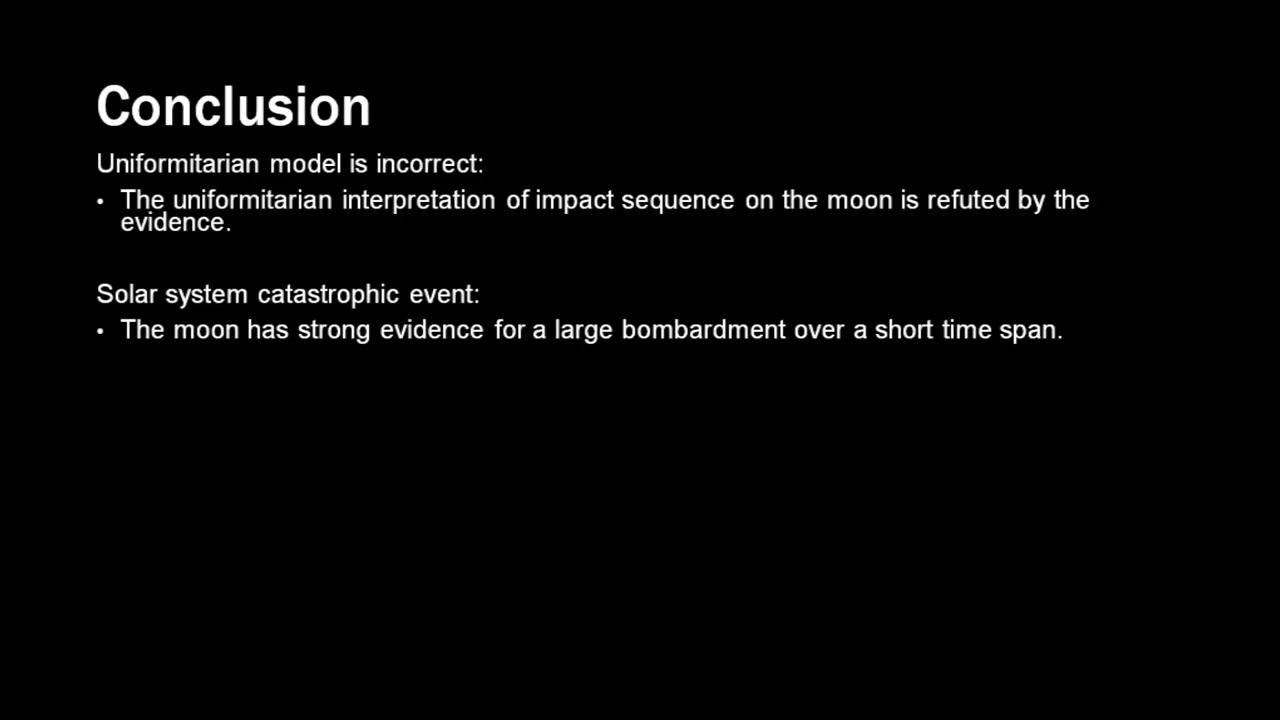 Conclusion
Uniformitarian model is incorrect:
• The uniformitarian interpretation of impact sequence on the moon is refuted by the
evidence.
Solar system catastrophic event:
• The moon has strong evidence for a large bombardment over a short time span.